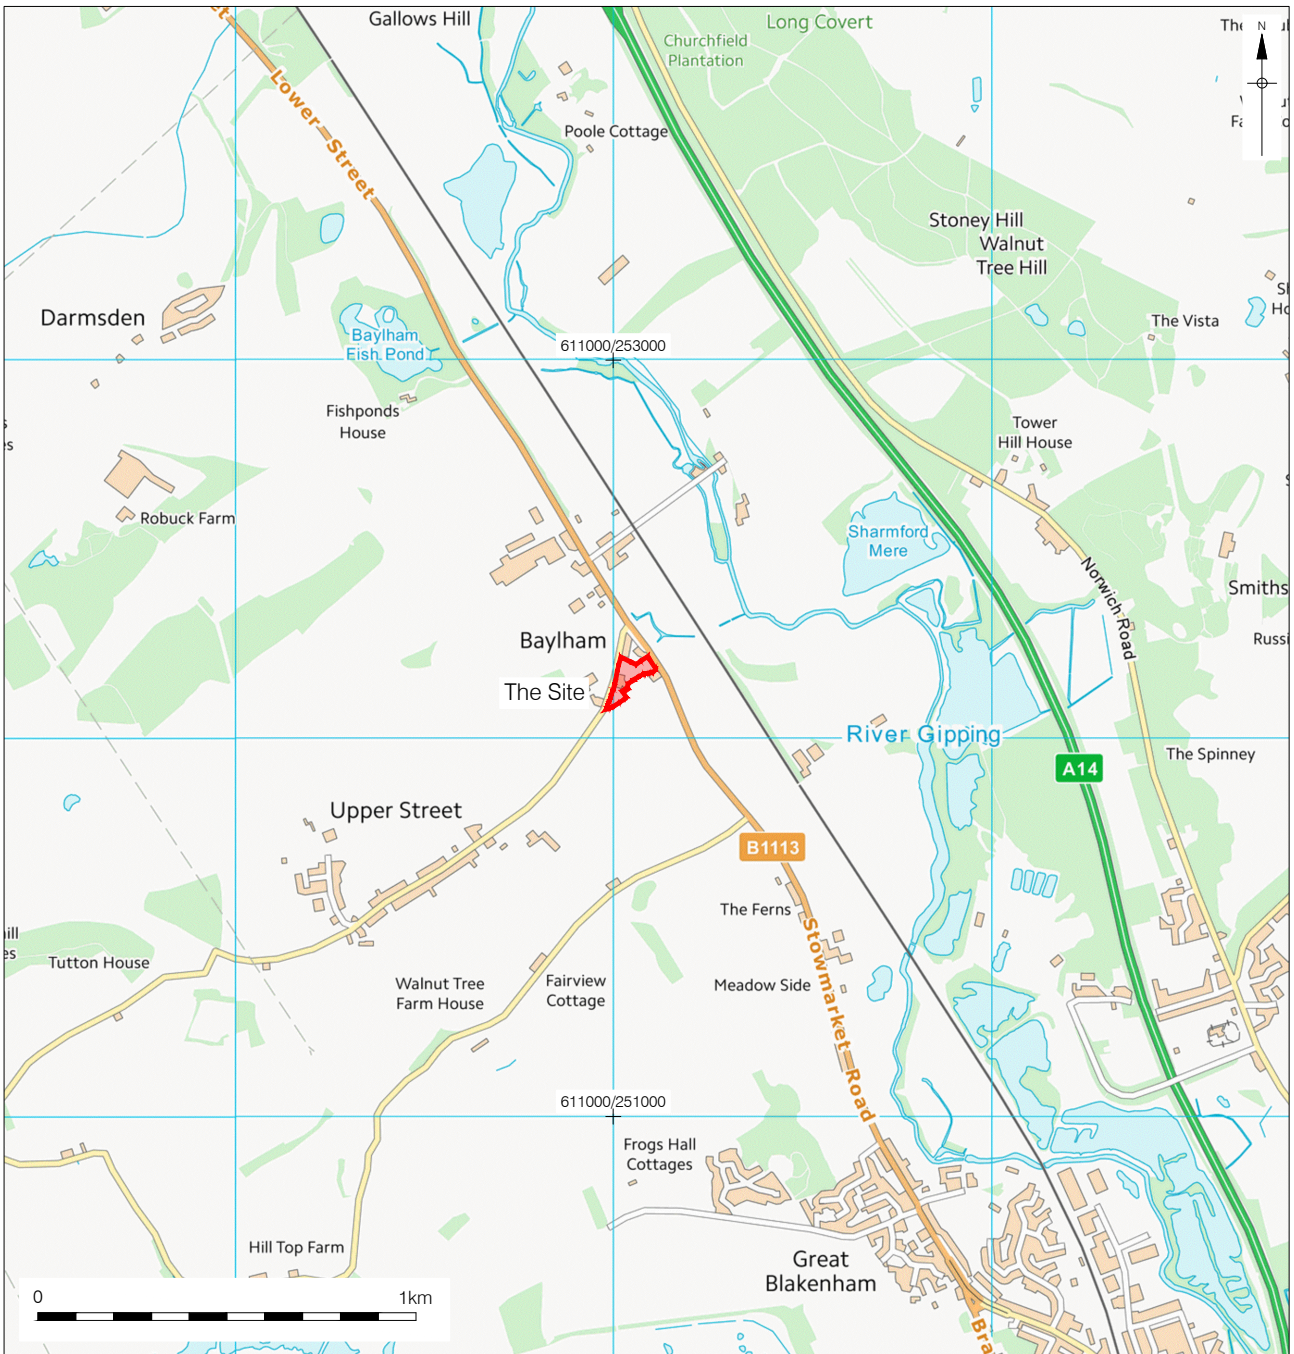 Gallows Hill
Long Covert
The
N
Churchfield
Plantation
Lower Street
Poole Cottage
Stoney Hill
Walnut
Tree Hill
Darmsden
The Vista
Baylham
Fish Pond
611000/253000
Fishponds
House
Tower
Hill House
Robuck Farm
Sharmford
Mere
Norwich Road
Smiths
Russi
Baylham
The Site
River Gipping
The Spinney
A14
Upper Street
B1113
The Ferns
Stowmarket Road
Tutton House
Walnut Tree
Farm House
Fairview
Cottage
Meadow Side
611000/251000
Frogs Hall
Cottages
Hill Top Farm
Great
Blakenham
0 1km
Bra